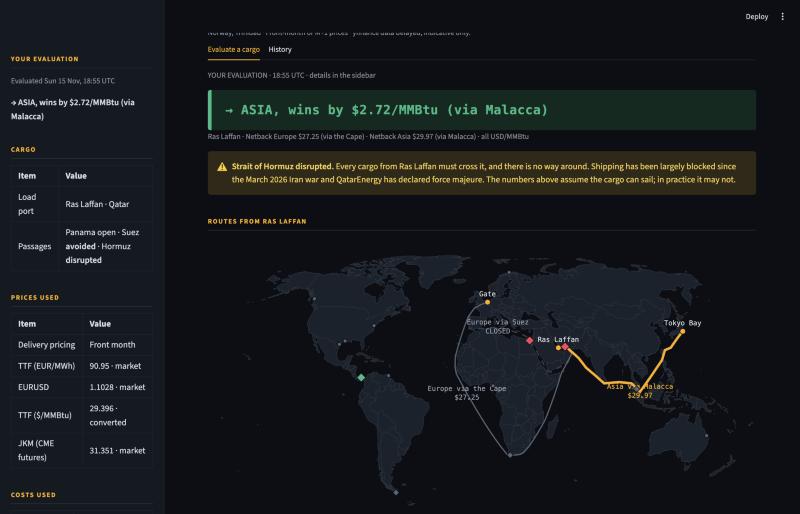 Deploy
YOUR EVALUATION
Evaluated Sun 15 Nov, 18:55 UTC
→ ASIA, wins by $2.72/MMBtu (via
Malacca)
CARGO
Item Value
Load
port
Ras Laffan · Qatar
Passages
Panama open · Suez
avoided · Hormuz
disrupted
PRICES USED
Item Value
Delivery pricing Front month
TTF (EUR/MWh) 90.95 · market
EURUSD 1.1028 · market
TTF ($/MMBtu)
29.396 ·
converted
JKM (CME
futures)
31.351 · market
COSTS USED
Norway, Trinidad · Front-month or M+1 prices · yfinance data delayed, indicative only.
Evaluate a cargo History
YOUR EVALUATION · 18:55 UTC · details in the sidebar
→ ASIA, wins by $2.72/MMBtu (via Malacca)
Ras Laffan · Netback Europe $27.25 (via the Cape) · Netback Asia $29.97 (via Malacca) · all USD/MMBtu
Strait of Hormuz disrupted. Every cargo from Ras Laffan must cross it, and there is no way around. Shipping has been largely blocked since
the March 2026 Iran war and QatarEnergy has declared force majeure. The numbers above assume the cargo can sail; in practice it may not.
ROUTES FROM RAS LAFFAN
Gate
Europe via Suez
CLOSED
Tokyo Bay
Ras Laffan
Europe via the Cape
$27.25
Asia via Malacca
$29.97